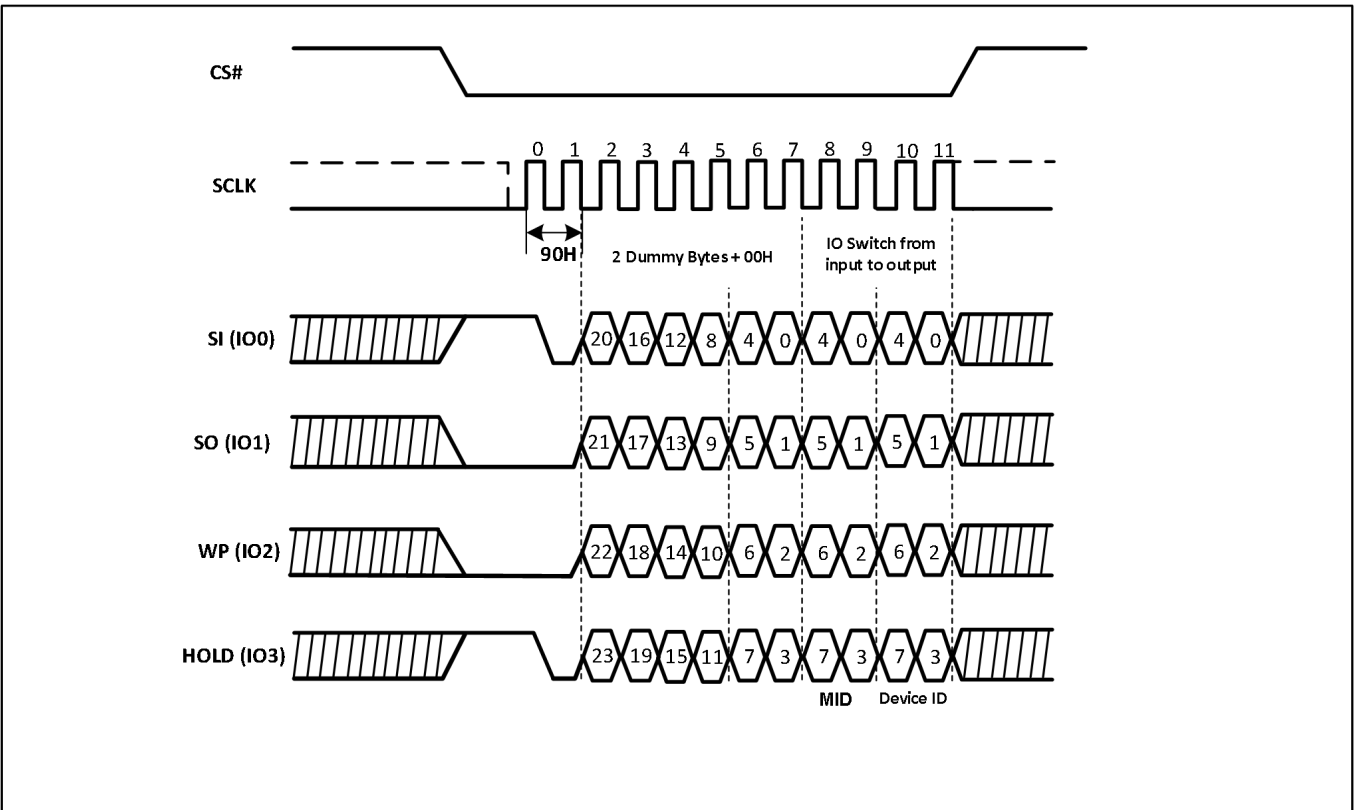 CS#
0 1 2 3 4 5 6 7 8 9 10 11
SCLK
90H
2 Dummy Bytes + 00H
IO Switch from
input to output
SI (IO0) 20 16 12 8 4 0 4 0 4 0
SO (IO1) 21 17 13 9 5 1 5 1 5 1
WP (IO2) 22 18 14 10 6 2 6 2 6 2
HOLD (IO3) 23 19 15 11 7 3 7 3 7 3
MID Device ID